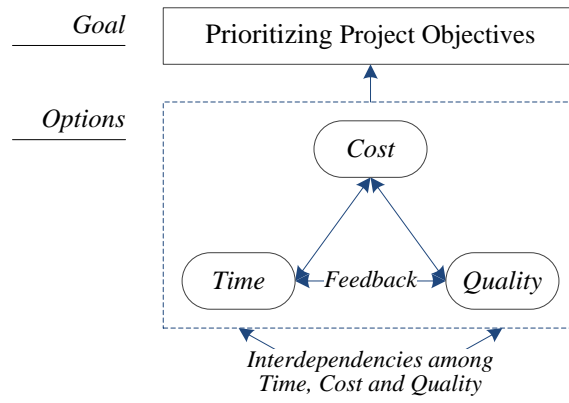 Goal
Prioritizing Project Objectives
Options
Cost
Time
Feedback
Quality
Interdependencies among
Time, Cost and Quality